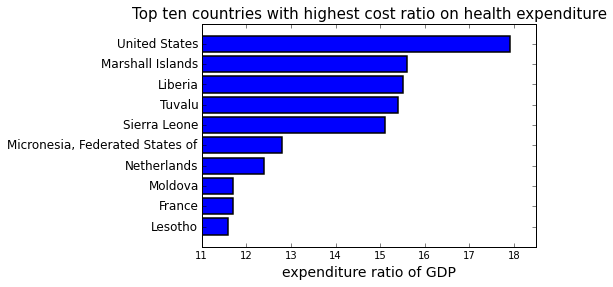 Top ten countries with highest cost ratio on health expenditure
United States
Marshall Islands
Liberia
Tuvalu
Sierra Leone
Micronesia, Federated States of
Netherlands
Moldova
France
Lesotho
11 12 13 14 15 16 17 18
expenditure ratio of GDP